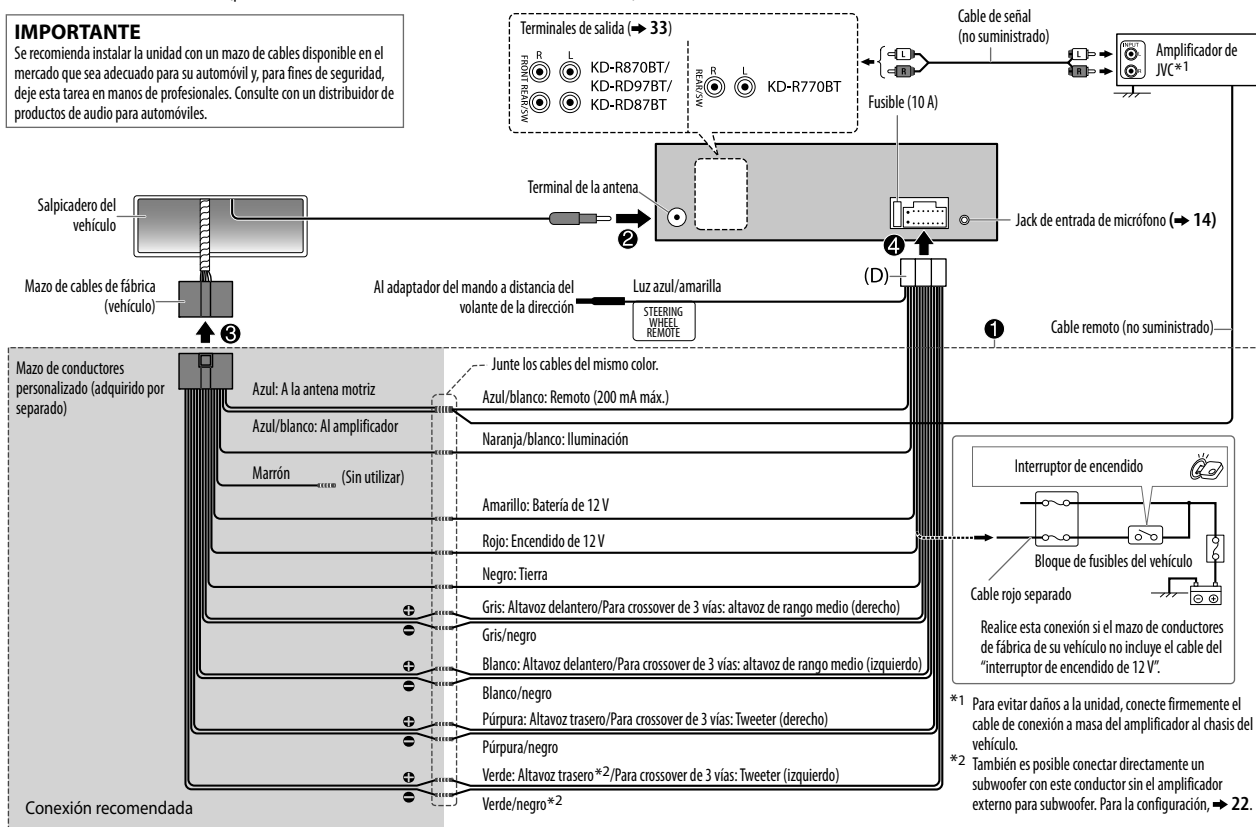 IMPORTANTE
Se recomienda instalar la unidad con un mazo de cables disponible en el
mercado que sea adecuado para su automóvil y, para fines de seguridad,
deje esta tarea en manos de profesionales. Consulte con un distribuidor de
productos de audio para automóviles.
Terminales de salida (➜ 33)
R L
FRONT REAR/SW
KD-R870BT/
KD-RD97BT/
KD-RD87BT
R L
REAR/SW
KD-R770BT
Cable de señal
(no suministrado)
L
R
L
R
INPUT
L
R
Amplificador de
JVC*1
Fusible (10 A)
Terminal de la antena
Salpicadero del
vehículo
2
4
Jack de entrada de micrófono (➜ 14)
(D)
Mazo de cables de fábrica
(vehículo)
Al adaptador del mando a distancia del
volante de la dirección
Luz azul/amarilla
STEERING
WHEEL
REMOTE
3
1
Cable remoto (no suministrado)
Mazo de conductores
personalizado (adquirido por
separado)
Junte los cables del mismo color.
Azul: A la antena motriz
Azul/blanco: Remoto (200 mA máx.)
Azul/blanco: Al amplificador
Naranja/blanco: Iluminación
Marrón
(Sin utilizar)
Amarillo: Batería de 12 V
Rojo: Encendido de 12 V
Negro: Tierra
Gris: Altavoz delantero/Para crossover de 3 vías: altavoz de rango medio (derecho)
Gris/negro
Blanco: Altavoz delantero/Para crossover de 3 vías: altavoz de rango medio (izquierdo)
Blanco/negro
Púrpura: Altavoz trasero/Para crossover de 3 vías: Tweeter (derecho)
Púrpura/negro
Verde: Altavoz trasero*2/Para crossover de 3 vías: Tweeter (izquierdo)
Verde/negro*2
Conexión recomendada
Interruptor de encendido
Bloque de fusibles del vehículo
Cable rojo separado
Realice esta conexión si el mazo de conductores
de fábrica de su vehículo no incluye el cable del
“interruptor de encendido de 12 V”.
*1 Para evitar daños a la unidad, conecte firmemente el
cable de conexión a masa del amplificador al chasis del
vehículo.
*2 También es posible conectar directamente un
subwoofer con este conductor sin el amplificador
externo para subwoofer. Para la configuración, ➜ 22.